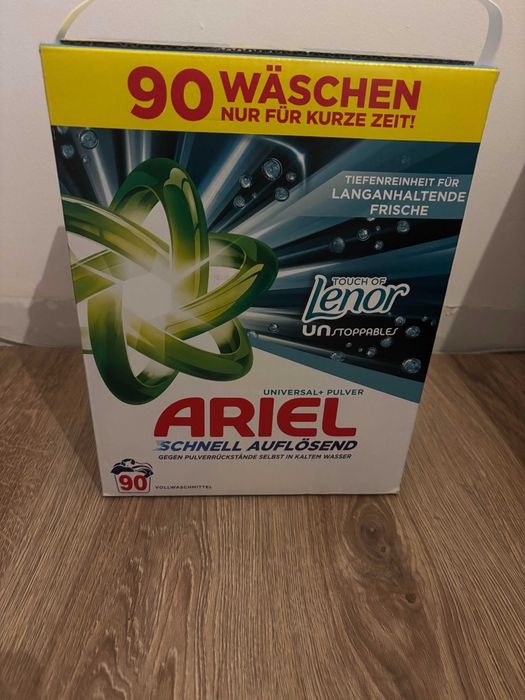 90 WÄSCHEN
NUR FÜR KURZE ZEIT!
TIEFENREINHEIT FÜR
LANGANHALTENDE
FRISCHE
TOUCH OF
Lenor
UNSTOPPABLES
UNIVERSAL+ PULVER
ARIEL
SCHNELL AUFLÖSEND
GEGEN PULVERRÜCKSTÄNDE SELBST IN KALTEM WASSER
90
VOLLWASCHMITTEL